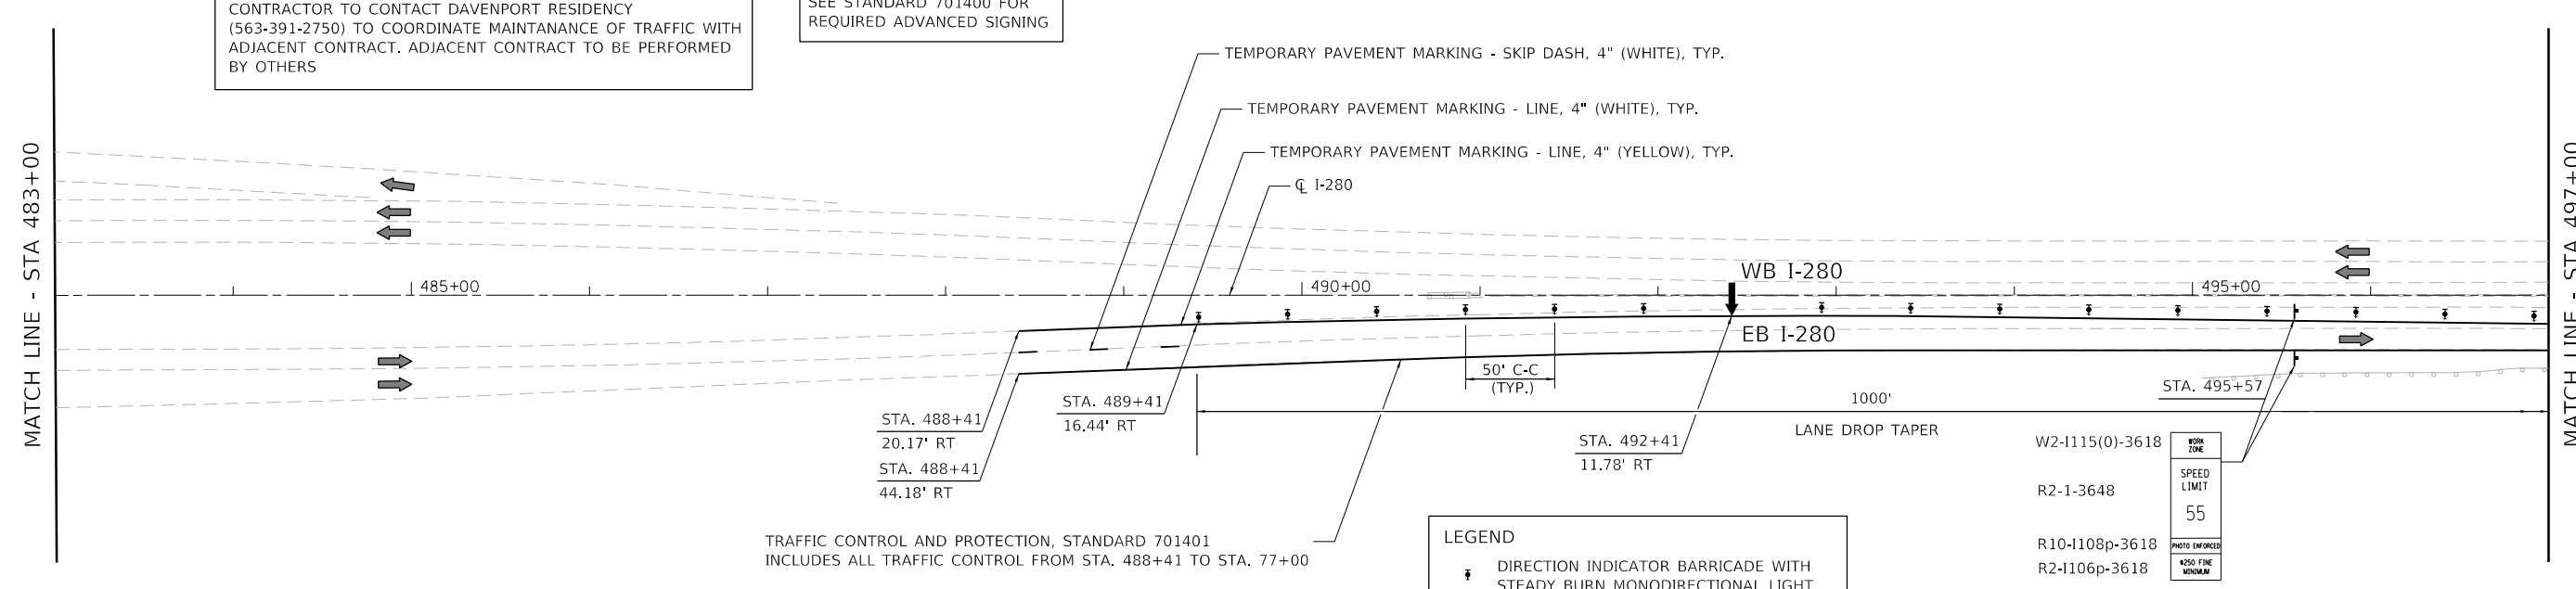 CONTRACTOR TO CONTACT DAVENPORT RESIDENCY
(563-391-2750) TO COORDINATE MAINTANANCE OF TRAFFIC WITH
ADJACENT CONTRACT. ADJACENT CONTRACT TO BE PERFORMED
BY OTHERS
SEE STANDARD 701400 FOR
REQUIRED ADVANCED SIGNING
TEMPORARY PAVEMENT MARKING - SKIP DASH, 4" (WHITE), TYP.
TEMPORARY PAVEMENT MARKING - LINE, 4" (WHITE), TYP.
TEMPORARY PAVEMENT MARKING - LINE, 4" (YELLOW), TYP.
℄ I-280
MATCH LINE - STA 483+00
485+00
490+00
WB I-280
495+00
EB I-280
MATCH LINE - STA 497+00
50' C-C
(TYP.)
STA. 488+41
20.17' RT
STA. 488+41
44.18' RT
STA. 489+41
16.44' RT
STA. 492+41
11.78' RT
1000'
LANE DROP TAPER
STA. 495+57
W2-I115(0)-3618
R2-1-3648
R10-I108p-3618
R2-I106p-3618
WORK
ZONE
SPEED
LIMIT
55
PHOTO ENFORCED
$250 FINE
MINIMUM
TRAFFIC CONTROL AND PROTECTION, STANDARD 701401
INCLUDES ALL TRAFFIC CONTROL FROM STA. 488+41 TO STA. 77+00
LEGEND
DIRECTION INDICATOR BARRICADE WITH
STEADY BURN MONODIRECTIONAL LIGHT